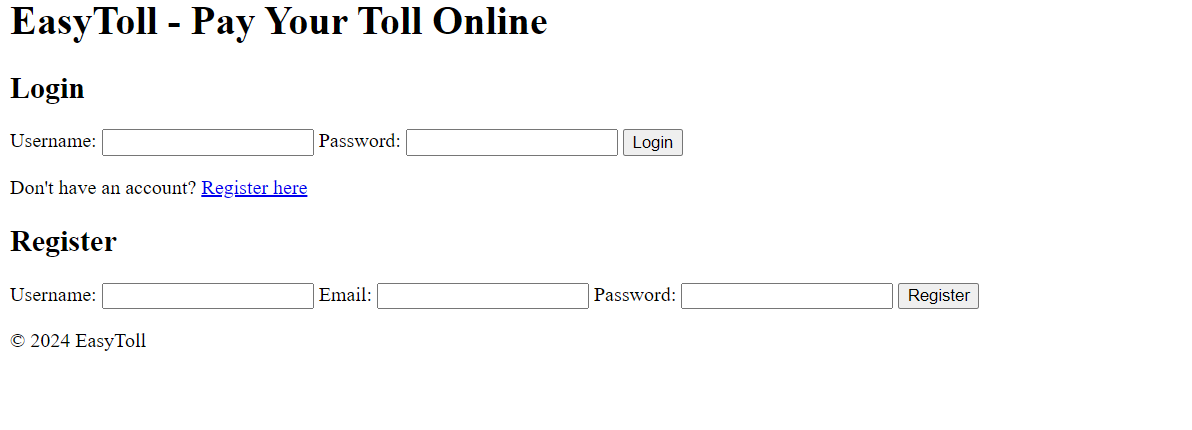 EasyToll - Pay Your Toll Online
Login
Username: Password: Login
Don't have an account? Register here
Register
Username: Email: Password: Register
© 2024 EasyToll